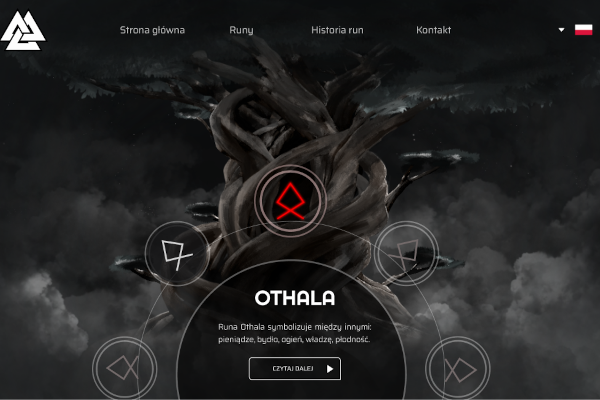 Strona główna Runy Historia run Kontakt
OTHALA
Runa Othala symbolizuje między innymi:
pieniądze, bydło, ogień, władzę, płodność.
CZYTAJ DALEJ